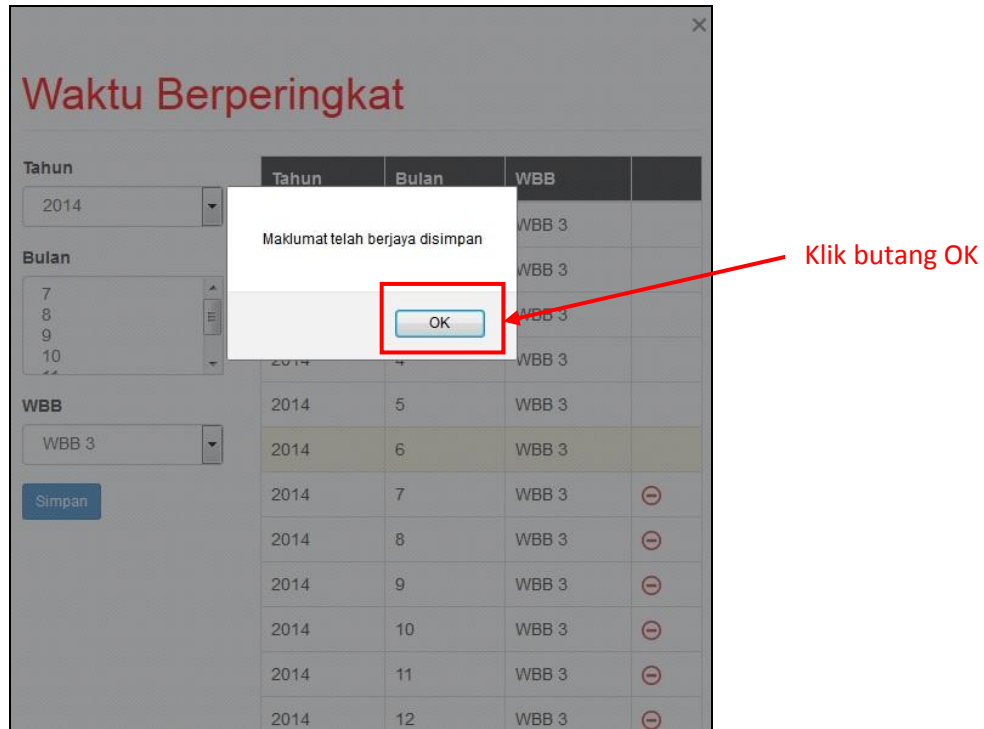 ×
Waktu Berperingkat
Tahun
2014
Bulan
7
8
9
10
WBB
WBB 3
Simpan
Tahun Bulan WBB
WBB 3
WBB 3
WBB 3
2014 4 WBB 3
2014 5 WBB 3
2014 6 WBB 3
2014 7 WBB 3
2014 8 WBB 3
2014 9 WBB 3
2014 10 WBB 3
2014 11 WBB 3
2014 12 WBB 3
Maklumat telah berjaya disimpan
OK
Klik butang OK